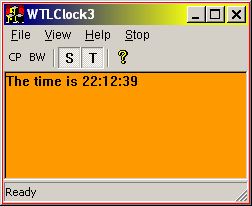 WTLClock3
File View Help Stop
CP BW S T ?
The time is 22:12:39
Ready